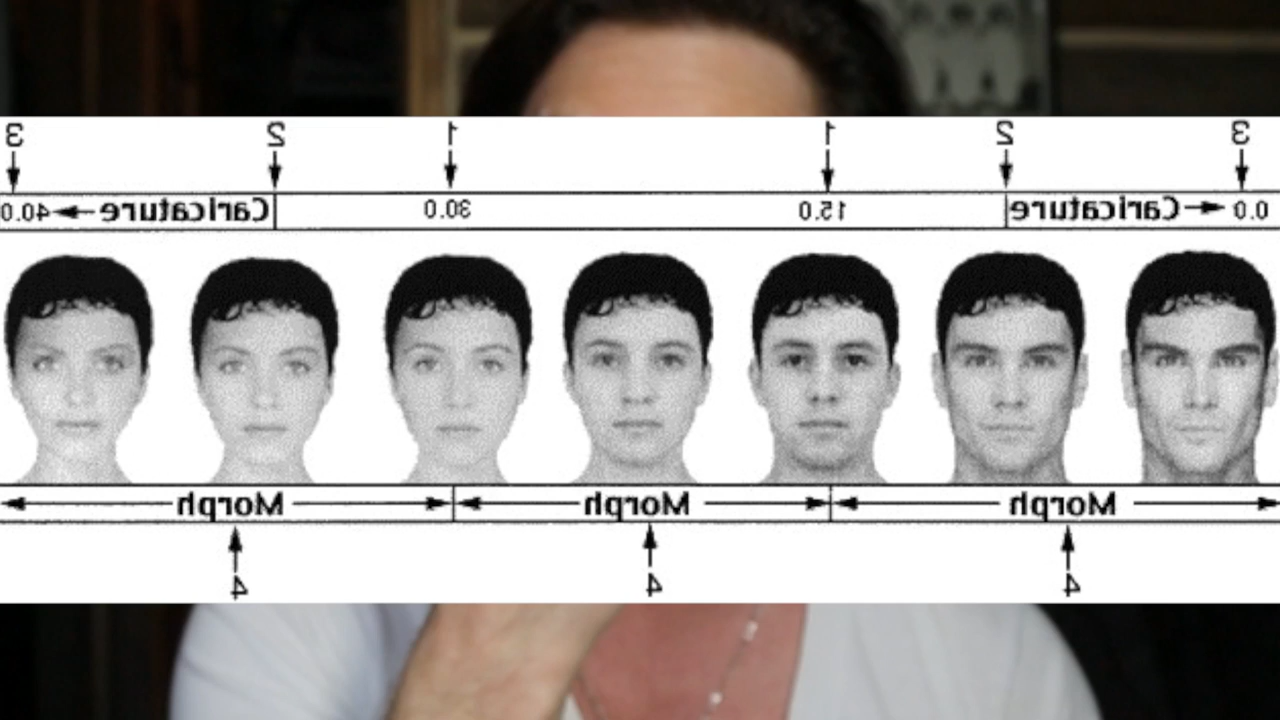 3 2 1 1 2 3
0.0 ← Caricature 15.0 30.0 Caricature → 40.0
Morph Morph Morph
4 4 4